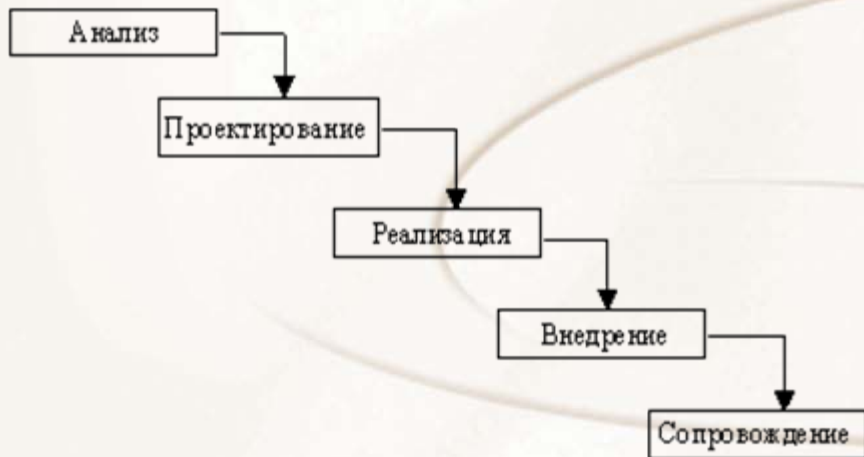 Анализ
Проектирование
Реализация
Внедрение
Сопровождение